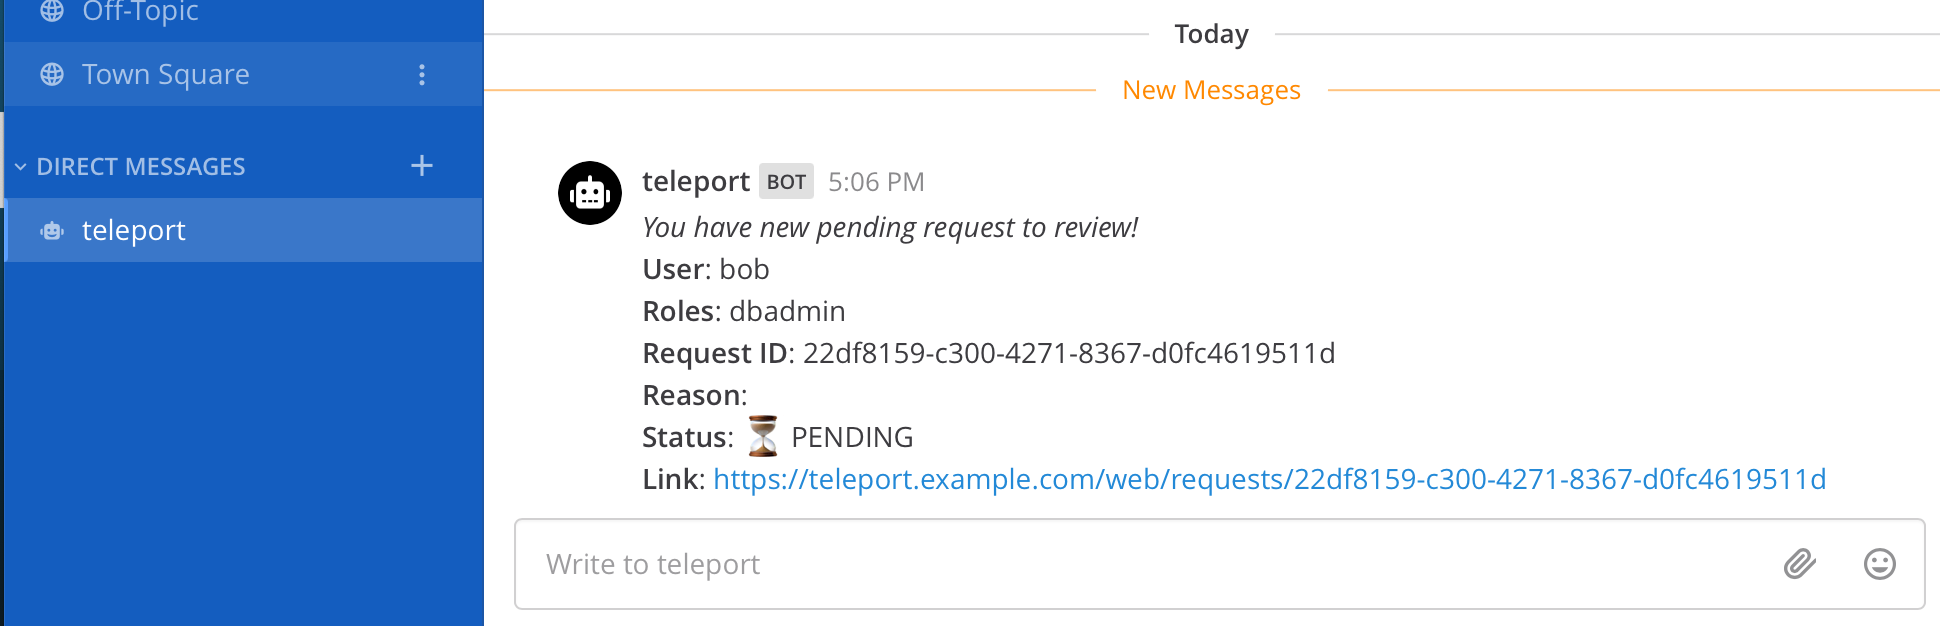 Off-Topic
Town Square
DIRECT MESSAGES
teleport
Today
New Messages
teleport BOT 5:06 PM
You have new pending request to review!
User: bob
Roles: dbadmin
Request ID: 22df8159-c300-4271-8367-d0fc4619511d
Reason:
Status: ⏳ PENDING
Link: https://teleport.example.com/web/requests/22df8159-c300-4271-8367-d0fc4619511d
Write to teleport